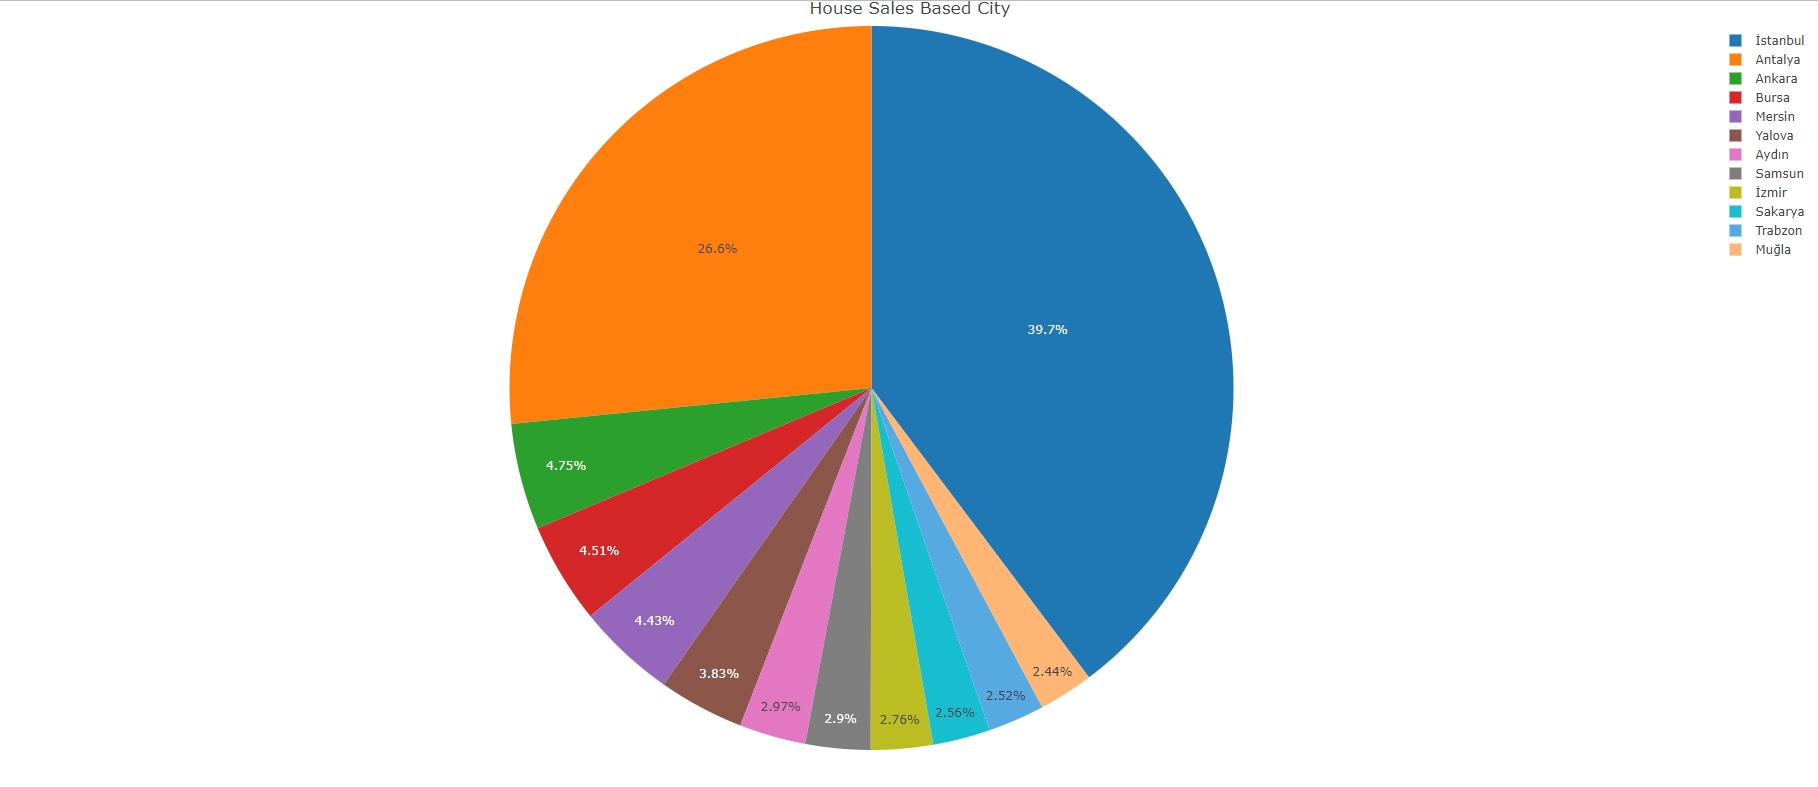 House Sales Based City
İstanbul
Antalya
Ankara
Bursa
Mersin
Yalova
Aydın
Samsun
İzmir
Sakarya
Trabzon
Muğla
26.6%
39.7%
4.75%
4.51%
4.43%
3.83%
2.97%
2.9%
2.76%
2.56%
2.52%
2.44%